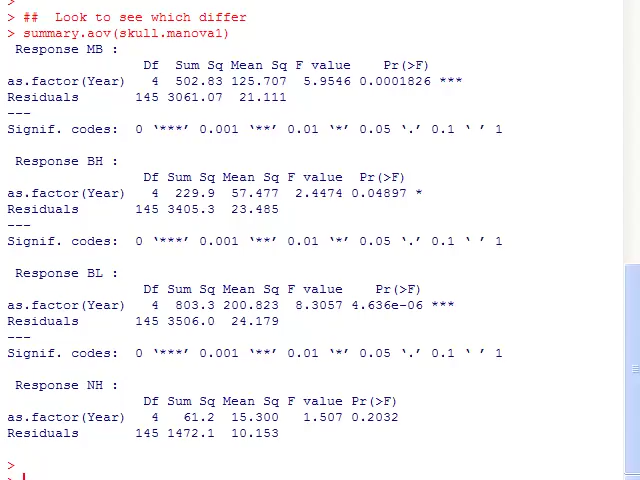 >
> ## Look to see which differ
> summary.aov(skull.manova1)
Response MB :
Df Sum Sq Mean Sq F value Pr(>F)
as.factor(Year) 4 502.83 125.707 5.9546 0.0001826 ***
Residuals 145 3061.07 21.111
---
Signif. codes: 0 ‘***’ 0.001 ‘**’ 0.01 ‘*’ 0.05 ‘.’ 0.1 ‘ ’ 1
Response BH :
Df Sum Sq Mean Sq F value Pr(>F)
as.factor(Year) 4 229.9 57.477 2.4474 0.04897 *
Residuals 145 3405.3 23.485
---
Signif. codes: 0 ‘***’ 0.001 ‘**’ 0.01 ‘*’ 0.05 ‘.’ 0.1 ‘ ’ 1
Response BL :
Df Sum Sq Mean Sq F value Pr(>F)
as.factor(Year) 4 803.3 200.823 8.3057 4.636e-06 ***
Residuals 145 3506.0 24.179
---
Signif. codes: 0 ‘***’ 0.001 ‘**’ 0.01 ‘*’ 0.05 ‘.’ 0.1 ‘ ’ 1
Response NH :
Df Sum Sq Mean Sq F value Pr(>F)
as.factor(Year) 4 61.2 15.300 1.507 0.2032
Residuals 145 1472.1 10.153
>
>